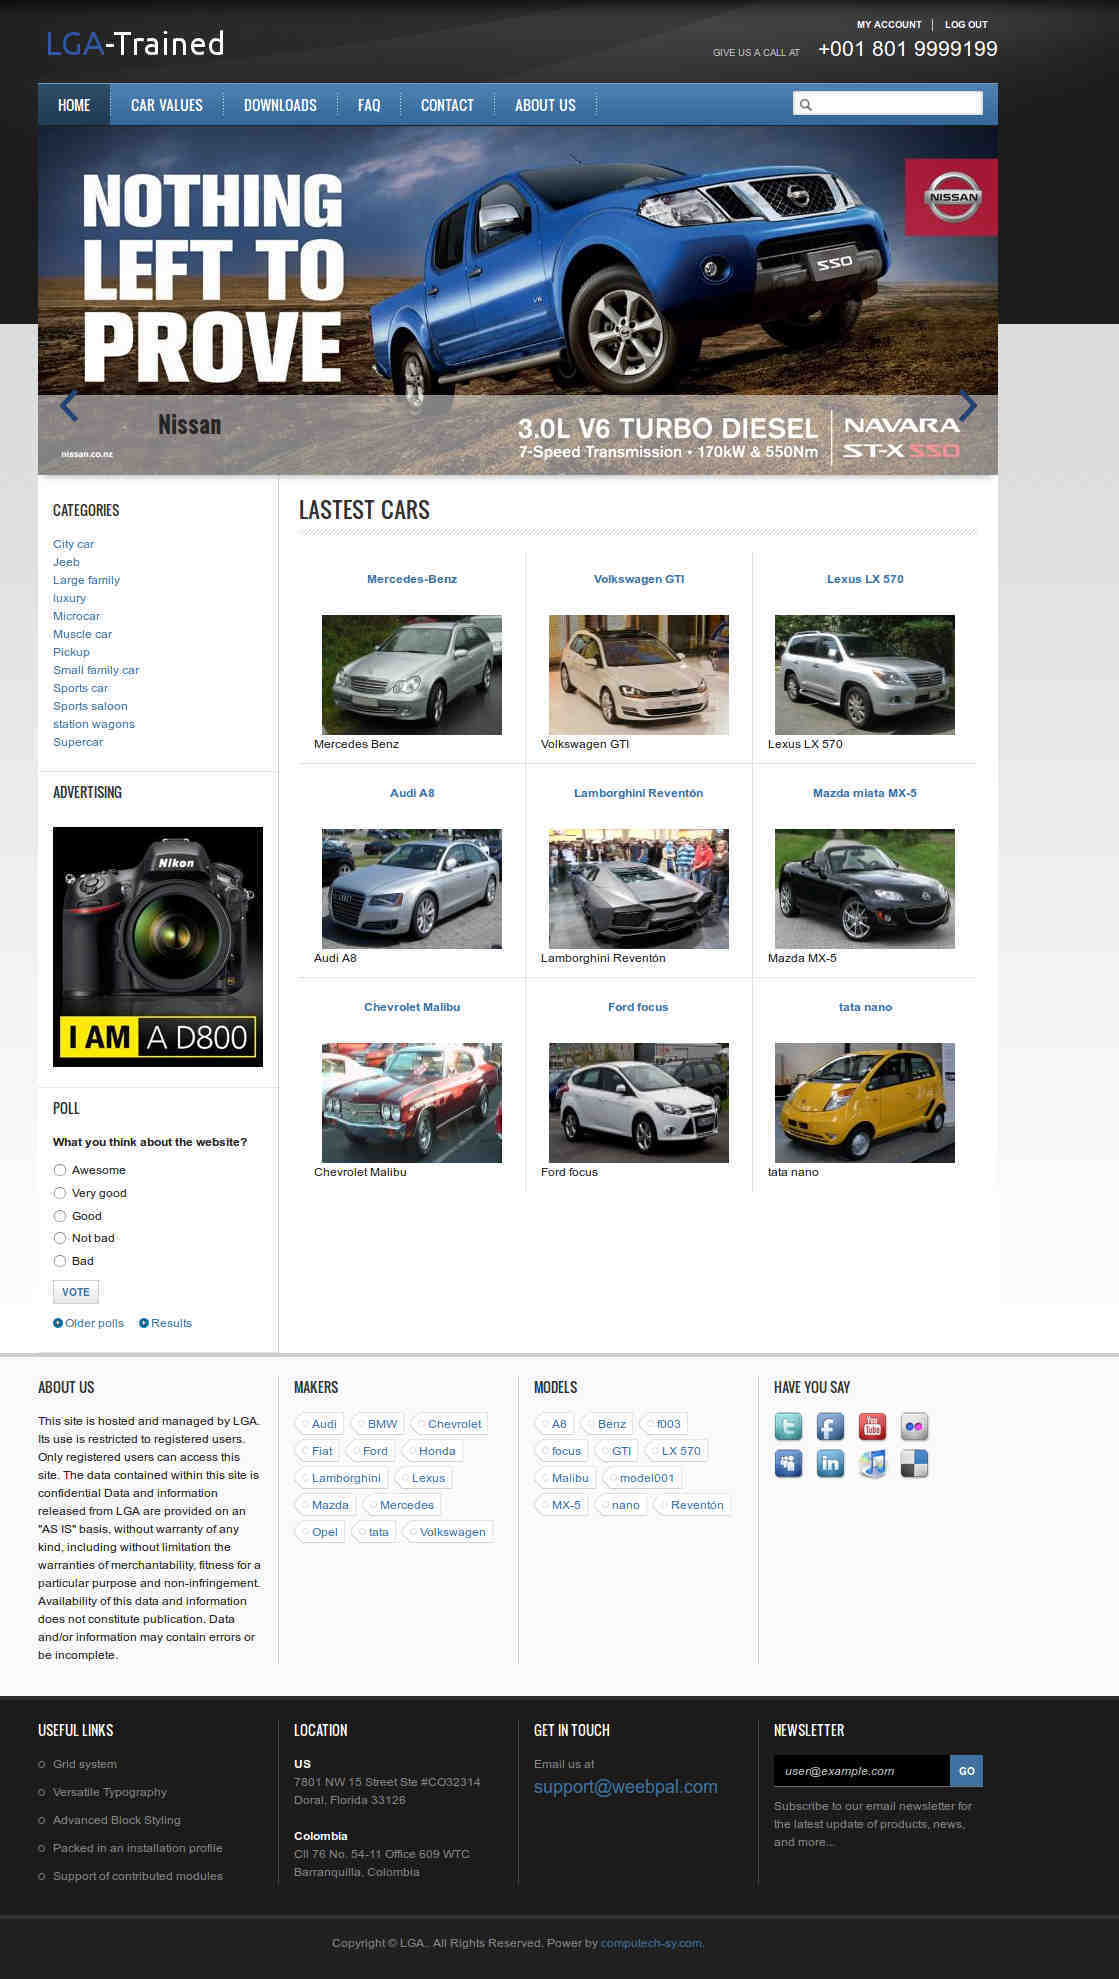 LGA-Trained
MY ACCOUNT
LOG OUT
GIVE US A CALL AT +001 801 9999199
HOME
CAR VALUES
DOWNLOADS
FAQ
CONTACT
ABOUT US
NOTHING
LEFT TO
PROVE
NISSAN
SSO
V6
Nissan
nissan.co.nz
3.0L V6 TURBO DIESEL
7-Speed Transmission • 170kW & 550Nm
NAVARA
ST-X SSO
CATEGORIES
City car
Jeeb
Large family
luxury
Microcar
Muscle car
Pickup
Small family car
Sports car
Sports saloon
station wagons
Supercar
ADVERTISING
Nikon
I AM A D800
POLL
What you think about the website?
Awesome
Very good
Good
Not bad
Bad
VOTE
Older polls
Results
LASTEST CARS
Mercedes-Benz
Volkswagen GTI
Lexus LX 570
Mercedes Benz
Volkswagen GTI
Lexus LX 570
Audi A8
Lamborghini Reventón
Mazda miata MX-5
Audi A8
Lamborghini Reventón
Mazda MX-5
Chevrolet Malibu
Ford focus
tata nano
Chevrolet Malibu
Ford focus
tata nano
ABOUT US
This site is hosted and managed by LGA.
Its use is restricted to registered users.
Only registered users can access this
site. The data contained within this site is
confidential Data and information
released from LGA are provided on an
"AS IS" basis, without warranty of any
kind, including without limitation the
warranties of merchantability, fitness for a
particular purpose and non-infringement.
Availability of this data and information
does not constitute publication. Data
and/or information may contain errors or
be incomplete.
MAKERS
Audi
BMW
Chevrolet
Fiat
Ford
Honda
Lamborghini
Lexus
Mazda
Mercedes
Opel
tata
Volkswagen
MODELS
A8
Benz
f003
focus
GTI
LX 570
Malibu
model001
MX-5
nano
Reventón
HAVE YOU SAY
You
Tube
USEFUL LINKS
Grid system
Versatile Typography
Advanced Block Styling
Packed in an installation profile
Support of contributed modules
LOCATION
US
7801 NW 15 Street Ste #CO32314
Doral, Florida 33126
Colombia
Cll 76 No. 54-11 Office 609 WTC
Barranquilla, Colombia
GET IN TOUCH
Email us at
support@weebpal.com
NEWSLETTER
user@example.com
GO
Subscribe to our email newsletter for
the latest update of products, news,
and more...
Copyright © LGA.. All Rights Reserved. Power by computech-sy.com.